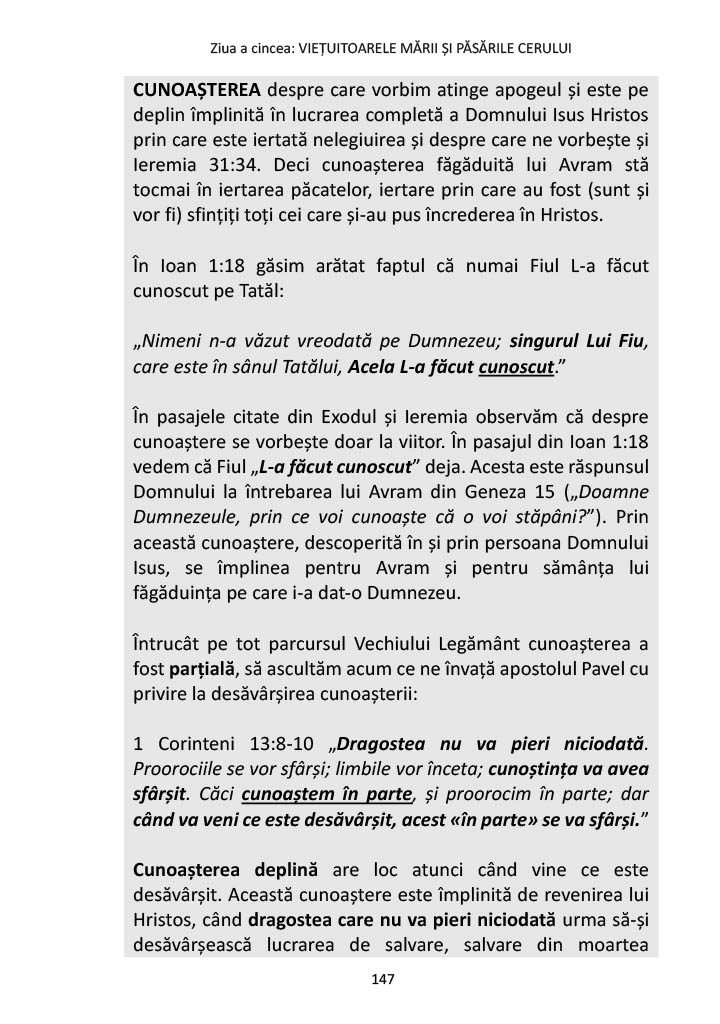 Ziua a cincea: VIEȚUITOARELE MĂRII ȘI PĂSĂRILE CERULUI
CUNOAȘTEREA despre care vorbim atinge apogeul și este pe
deplin împlinită în lucrarea completă a Domnului Isus Hristos
prin care este iertată nelegiuirea și despre care ne vorbește și
Ieremia 31:34. Deci cunoașterea făgăduită lui Avram stă
tocmai în iertarea păcatelor, iertare prin care au fost (sunt și
vor fi) sfințiți toți cei care și-au pus încrederea în Hristos.
În Ioan 1:18 găsim arătat faptul că numai Fiul L-a făcut
cunoscut pe Tatăl:
„Nimeni n-a văzut vreodată pe Dumnezeu; singurul Lui Fiu,
care este în sânul Tatălui, Acela L-a făcut cunoscut.”
În pasajele citate din Exodul și Ieremia observăm că despre
cunoaștere se vorbește doar la viitor. În pasajul din Ioan 1:18
vedem că Fiul „L-a făcut cunoscut” deja. Acesta este răspunsul
Domnului la întrebarea lui Avram din Geneza 15 („Doamne
Dumnezeule, prin ce voi cunoaște că o voi stăpâni?”). Prin
această cunoaștere, descoperită în și prin persoana Domnului
Isus, se împlinea pentru Avram și pentru sămânța lui
făgăduința pe care i-a dat-o Dumnezeu.
Întrucât pe tot parcursul Vechiului Legământ cunoașterea a
fost parțială, să ascultăm acum ce ne învață apostolul Pavel cu
privire la desăvârșirea cunoașterii:
1 Corinteni 13:8-10 „Dragostea nu va pieri niciodată.
Proorociile se vor sfârși; limbile vor înceta; cunoștința va avea
sfârșit. Căci cunoaștem în parte, și proorocim în parte; dar
când va veni ce este desăvârșit, acest «în parte» se va sfârși.”
Cunoașterea deplină are loc atunci când vine ce este
desăvârșit. Această cunoaștere este împlinită de revenirea lui
Hristos, când dragostea care nu va pieri niciodată urma să-și
desăvârșească lucrarea de salvare, salvare din moartea
147